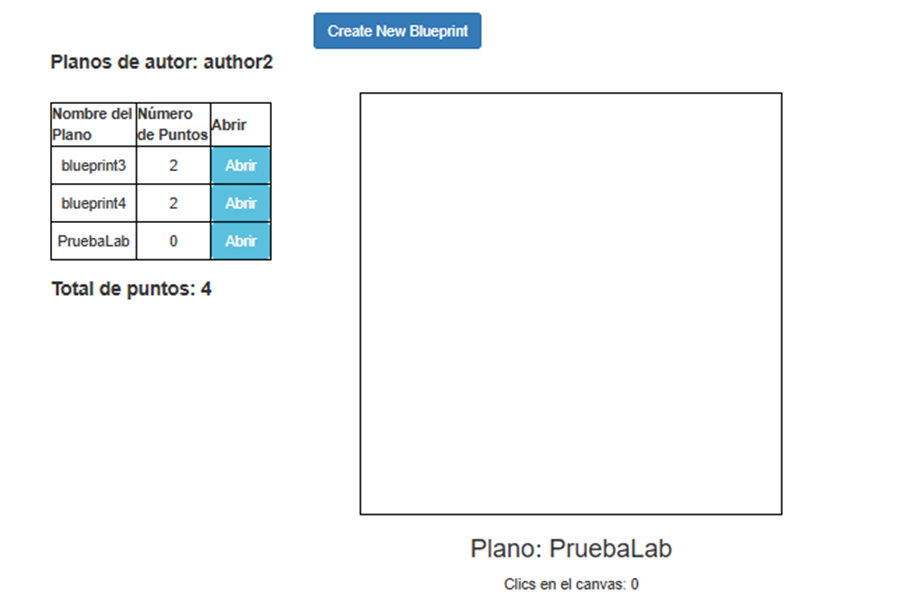 Create New Blueprint
Planos de autor: author2
Nombre del Plano Número de Puntos Abrir
blueprint3 2 Abrir
blueprint4 2 Abrir
PruebaLab 0 Abrir
Total de puntos: 4
Plano: PruebaLab
Clics en el canvas: 0